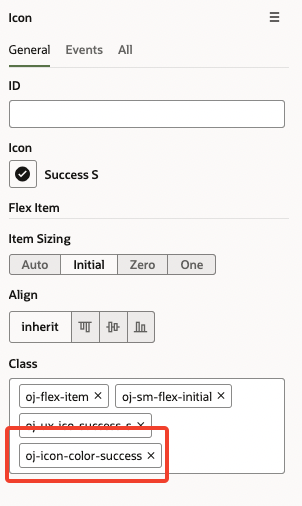 Icon
General Events All
ID
Icon
Success S
Flex Item
Item Sizing
Auto Initial Zero One
Align
inherit
Class
oj-flex-item × oj-sm-flex-initial ×
oj-ux-ico-success-s ×
oj-icon-color-success ×